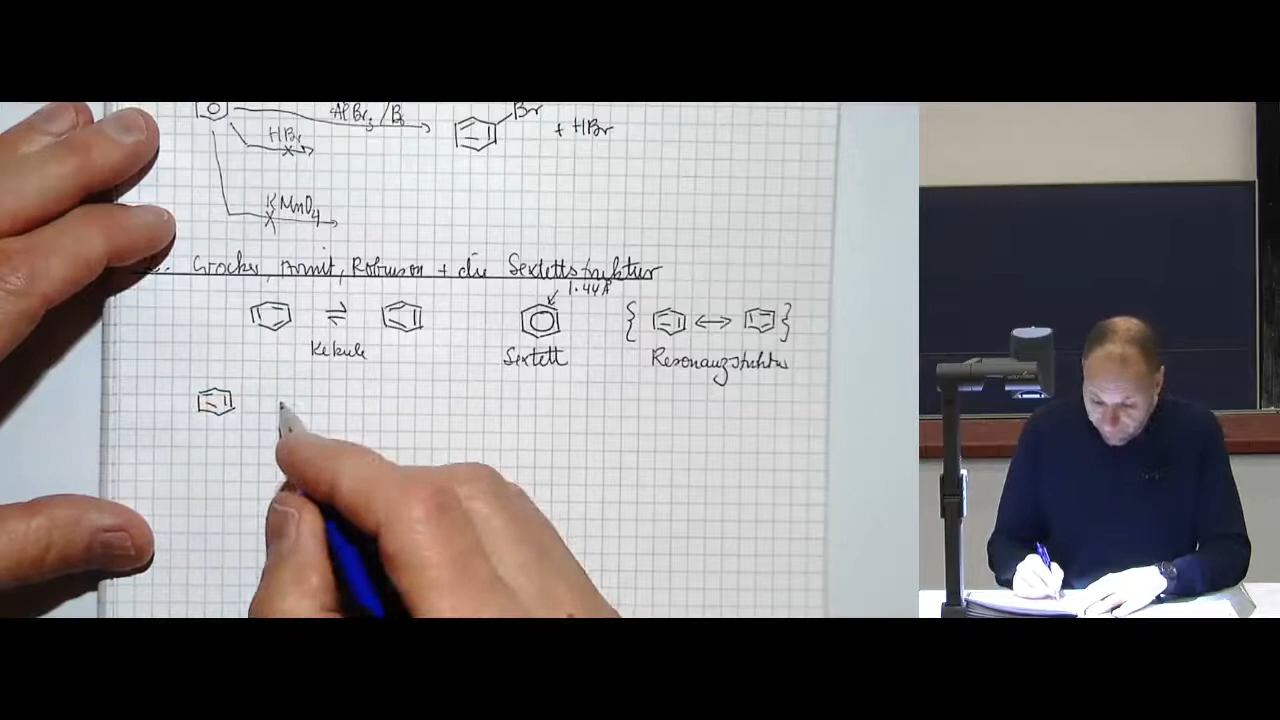 Br
AlBr3 / Br2
+ HBr
HBr
KMnO4
Crocker, Armit, Robinson + die Sextettstruktur
1.44Å
Kekulé
Sextett
Resonanzstruktur